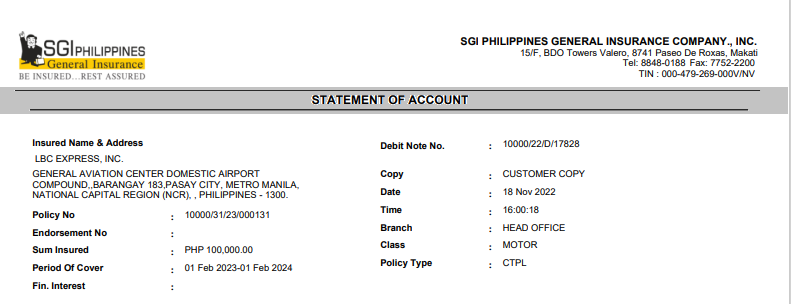 SGI PHILIPPINES
General Insurance
BE INSURED...REST ASSURED
SGI PHILIPPINES GENERAL INSURANCE COMPANY., INC.
15/F, BDO Towers Valero, 8741 Paseo De Roxas, Makati
Tel: 8848-0188 Fax: 7752-2200
TIN : 000-479-269-000V/NV
STATEMENT OF ACCOUNT
Insured Name & Address
LBC EXPRESS, INC.
GENERAL AVIATION CENTER DOMESTIC AIRPORT
COMPOUND,,BARANGAY 183,PASAY CITY, METRO MANILA,
NATIONAL CAPITAL REGION (NCR), , PHILIPPINES - 1300.
Policy No : 10000/31/23/000131
Endorsement No :
Sum Insured : PHP 100,000.00
Period Of Cover : 01 Feb 2023-01 Feb 2024
Fin. Interest :
Debit Note No. : 10000/22/D/17828
Copy : CUSTOMER COPY
Date : 18 Nov 2022
Time : 16:00:18
Branch : HEAD OFFICE
Class : MOTOR
Policy Type : CTPL